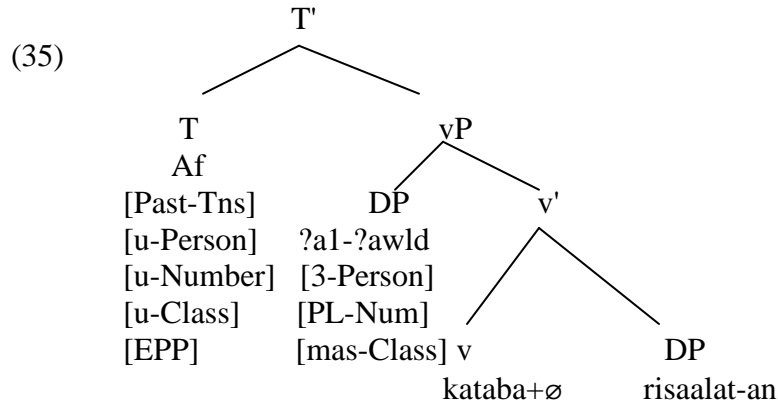 T'
(35)
T vP
Af
[Past-Tns] DP v'
[u-Person] ?a1-?awld
[u-Number] [3-Person]
[u-Class] [PL-Num]
[EPP] [mas-Class] v DP
kataba+∅ risaalat-an